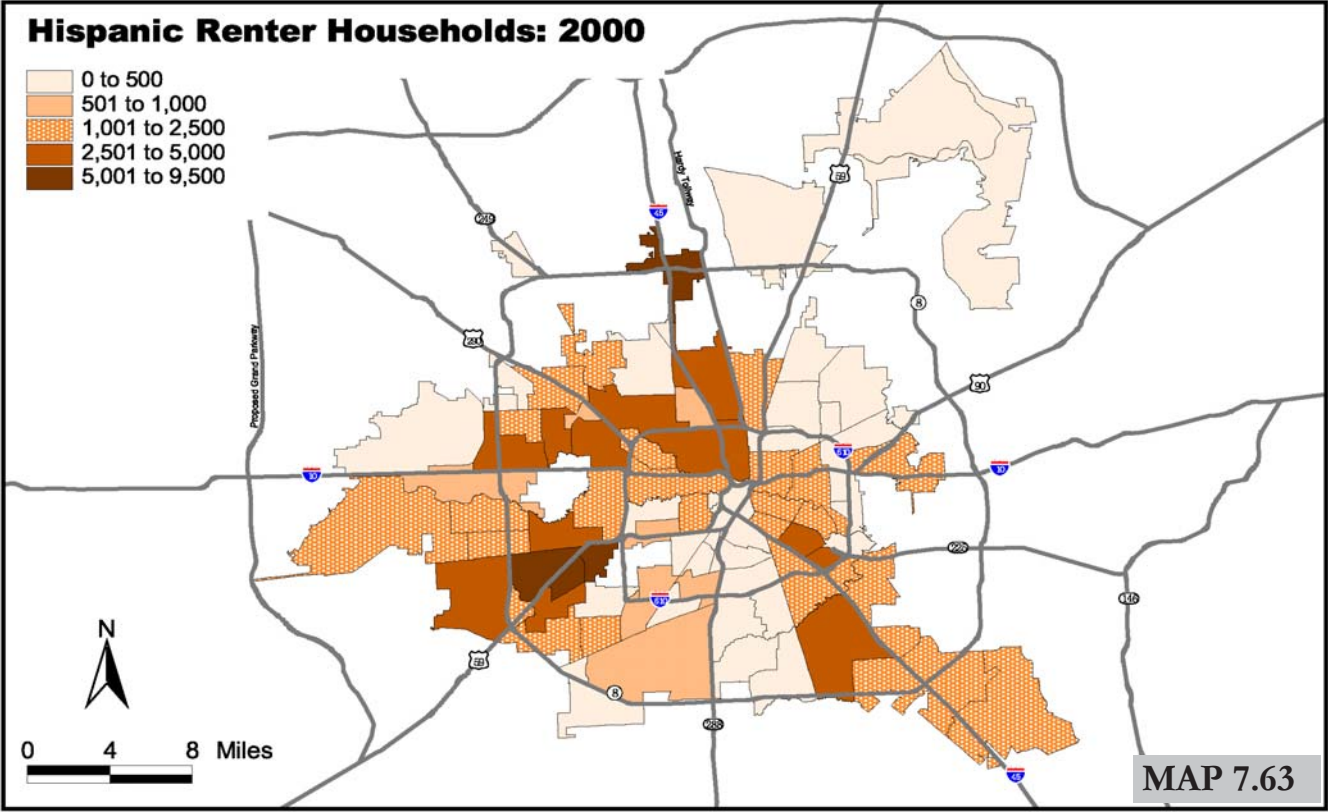 Hispanic Renter Households: 2000
0 to 500
501 to 1,000
1,001 to 2,500
2,501 to 5,000
5,001 to 9,500
Hardy Tollway
59
249
45
8
290
Proposed Grand Parkway
90
610
10
10
225
146
610
N
59
8
288
0 4 8 Miles
45
MAP 7.63